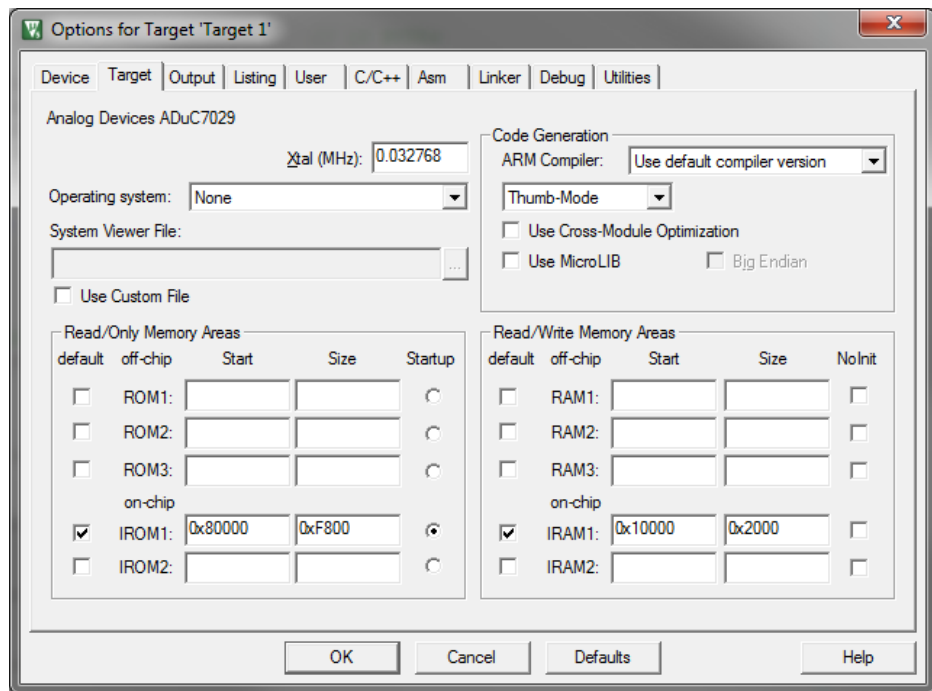 Options for Target 'Target 1'
Device Target Output Listing User C/C++ Asm Linker Debug Utilities
Analog Devices ADuC7029
Xtal (MHz): 0.032768
Operating system: None
System Viewer File:
...
Use Custom File
Code Generation
ARM Compiler: Use default compiler version
Thumb-Mode
Use Cross-Module Optimization
Use MicroLIB Big Endian
Read/Only Memory Areas
default off-chip Start Size Startup
ROM1:
ROM2:
ROM3:
on-chip
IROM1: 0x80000 0xF800
IROM2:
Read/Write Memory Areas
default off-chip Start Size NoInit
RAM1:
RAM2:
RAM3:
on-chip
IRAM1: 0x10000 0x2000
IRAM2:
OK Cancel Defaults Help